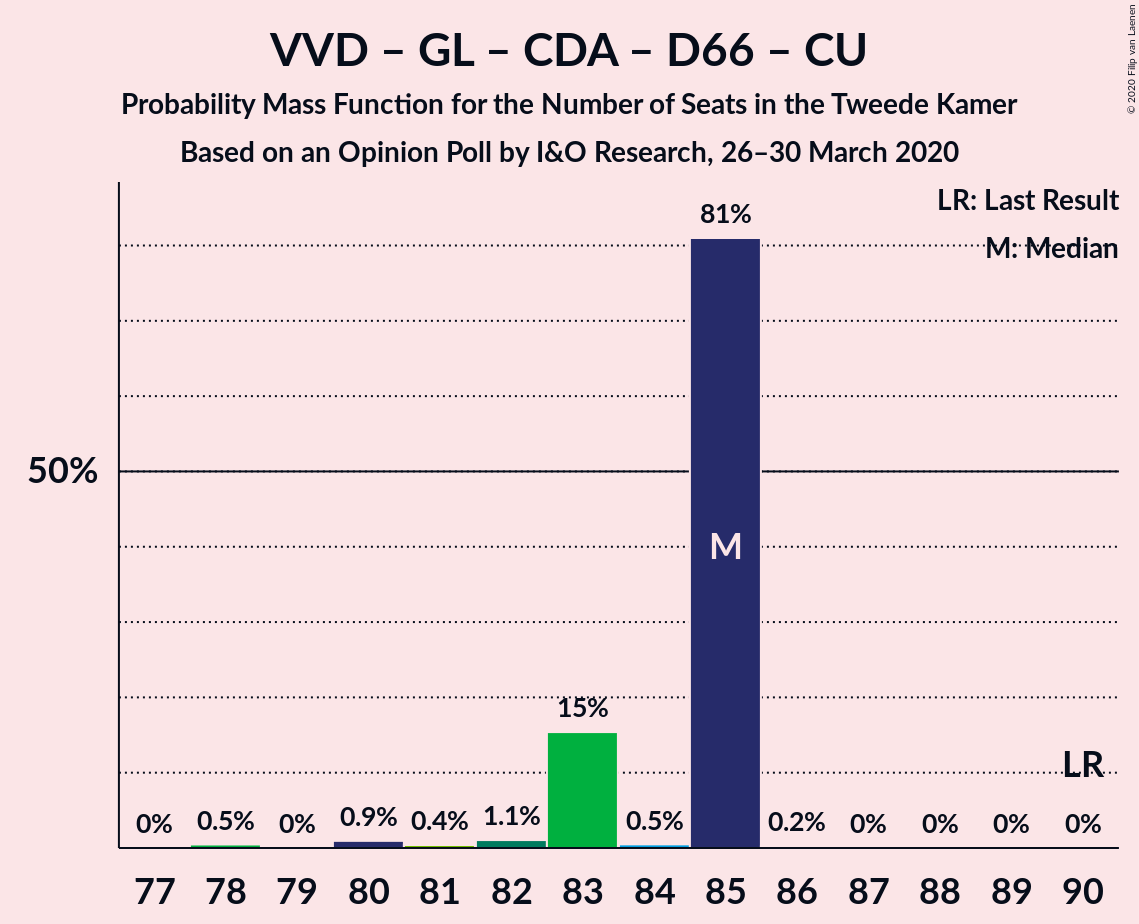 VVD – GL – CDA – D66 – CU
Probability Mass Function for the Number of Seats in the Tweede Kamer
Based on an Opinion Poll by I&O Research, 26–30 March 2020
© 2020 Filip van Laenen
LR: Last Result
M: Median
81%
50%
M
15%
LR
0% 0.5% 0% 0.9% 0.4% 1.1% 0.5% 0.2% 0% 0% 0% 0%
77 78 79 80 81 82 83 84 85 86 87 88 89 90